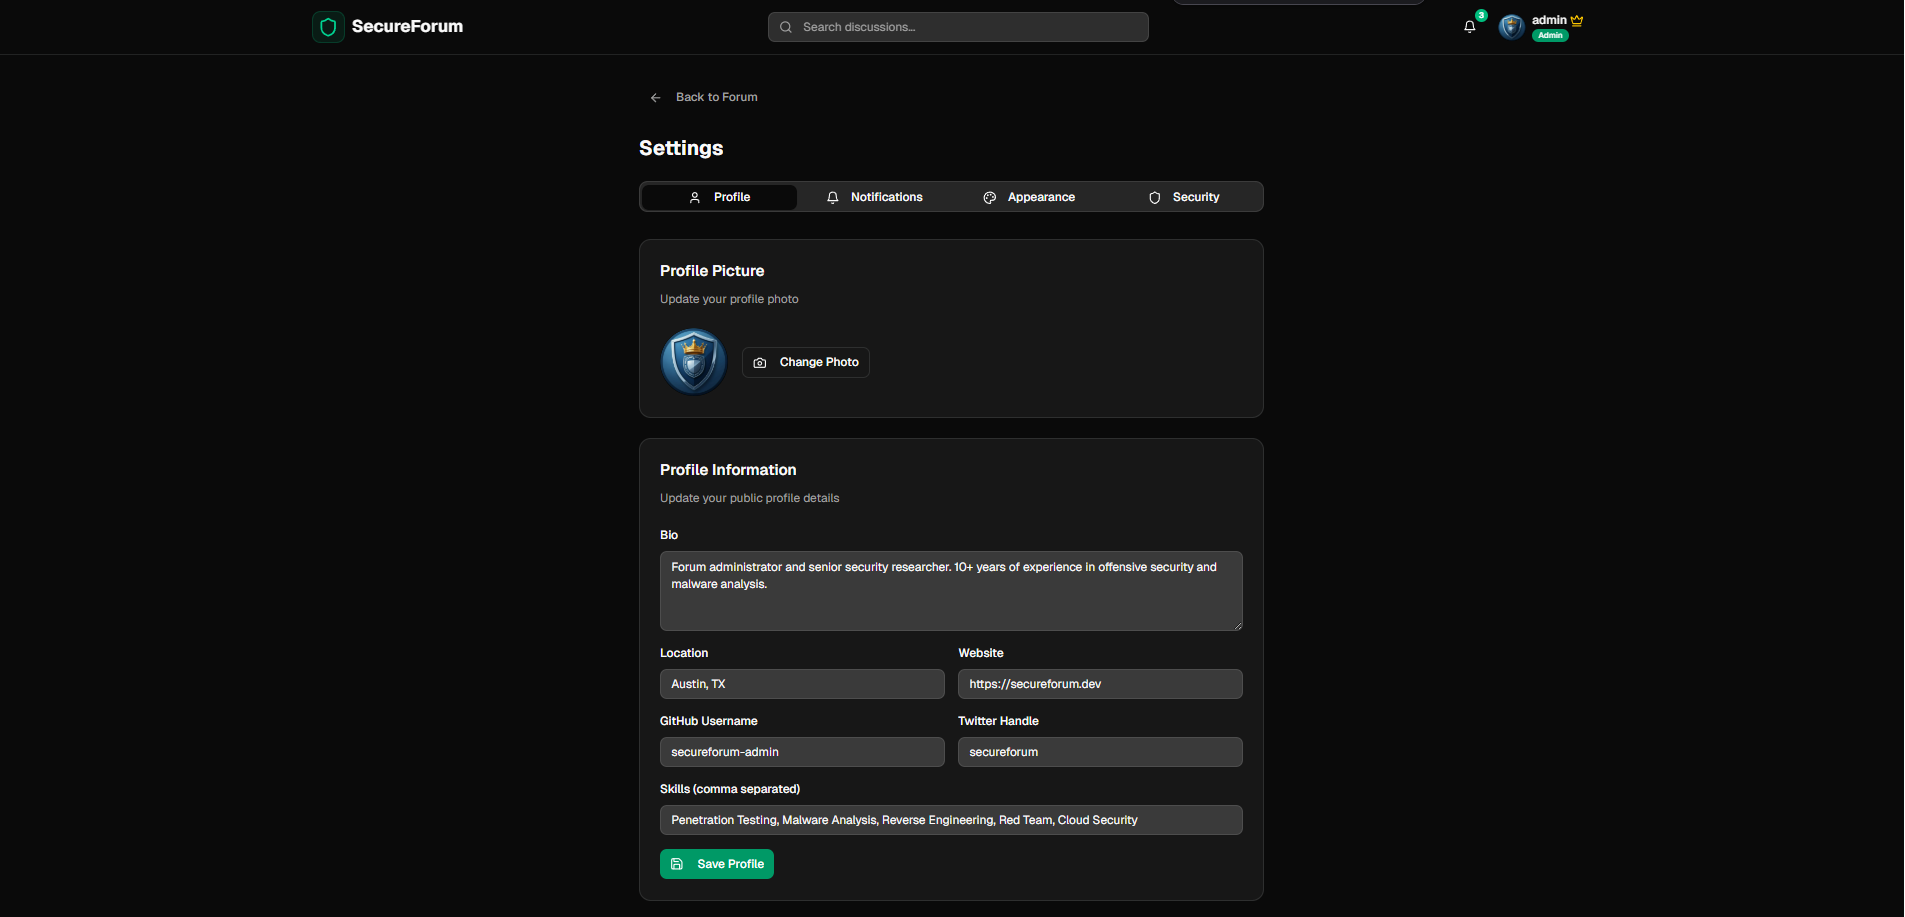 SecureForum
Search discussions...
3
admin
Admin
Back to Forum
Settings
Profile
Notifications
Appearance
Security
Profile Picture
Update your profile photo
Change Photo
Profile Information
Update your public profile details
Bio
Forum administrator and senior security researcher. 10+ years of experience in offensive security and
malware analysis.
Location
Website
Austin, TX
https://secureforum.dev
GitHub Username
Twitter Handle
secureforum-admin
secureforum
Skills (comma separated)
Penetration Testing, Malware Analysis, Reverse Engineering, Red Team, Cloud Security
Save Profile